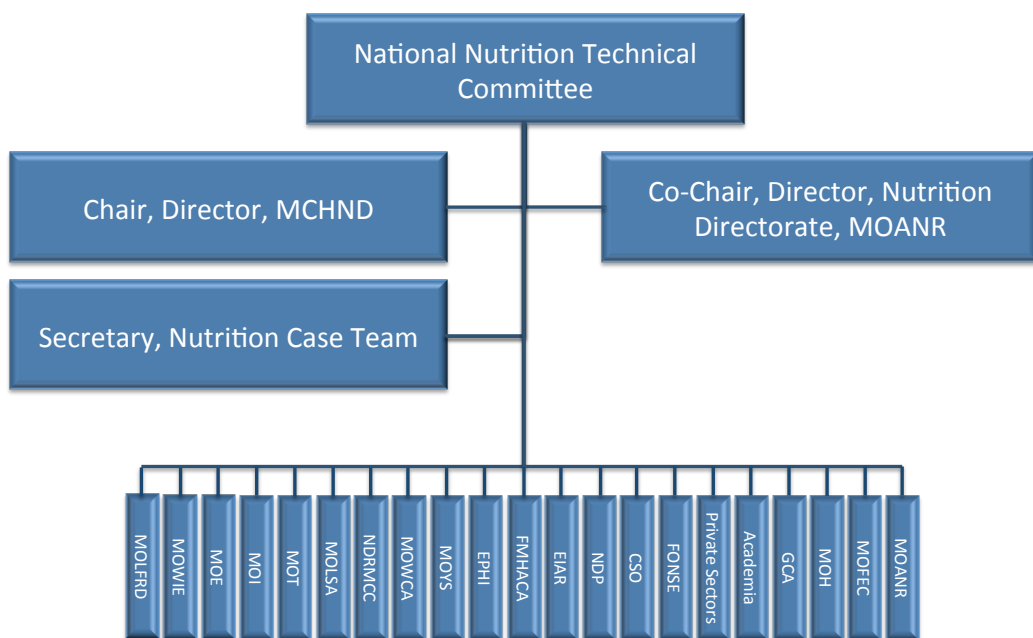 National Nutrition Technical
Committee
Chair, Director, MCHND
Co-Chair, Director, Nutrition
Directorate, MOANR
Secretary, Nutrition Case Team
MOLFRD
MOWIE
MOE
MOI
MOT
MOLSA
NDRMCC
MOWCA
MOYS
EPHI
FMHACA
EIAR
NDP
CSO
FONSE
Private Sectors
Academia
GCA
MOH
MOFEC
MOANR